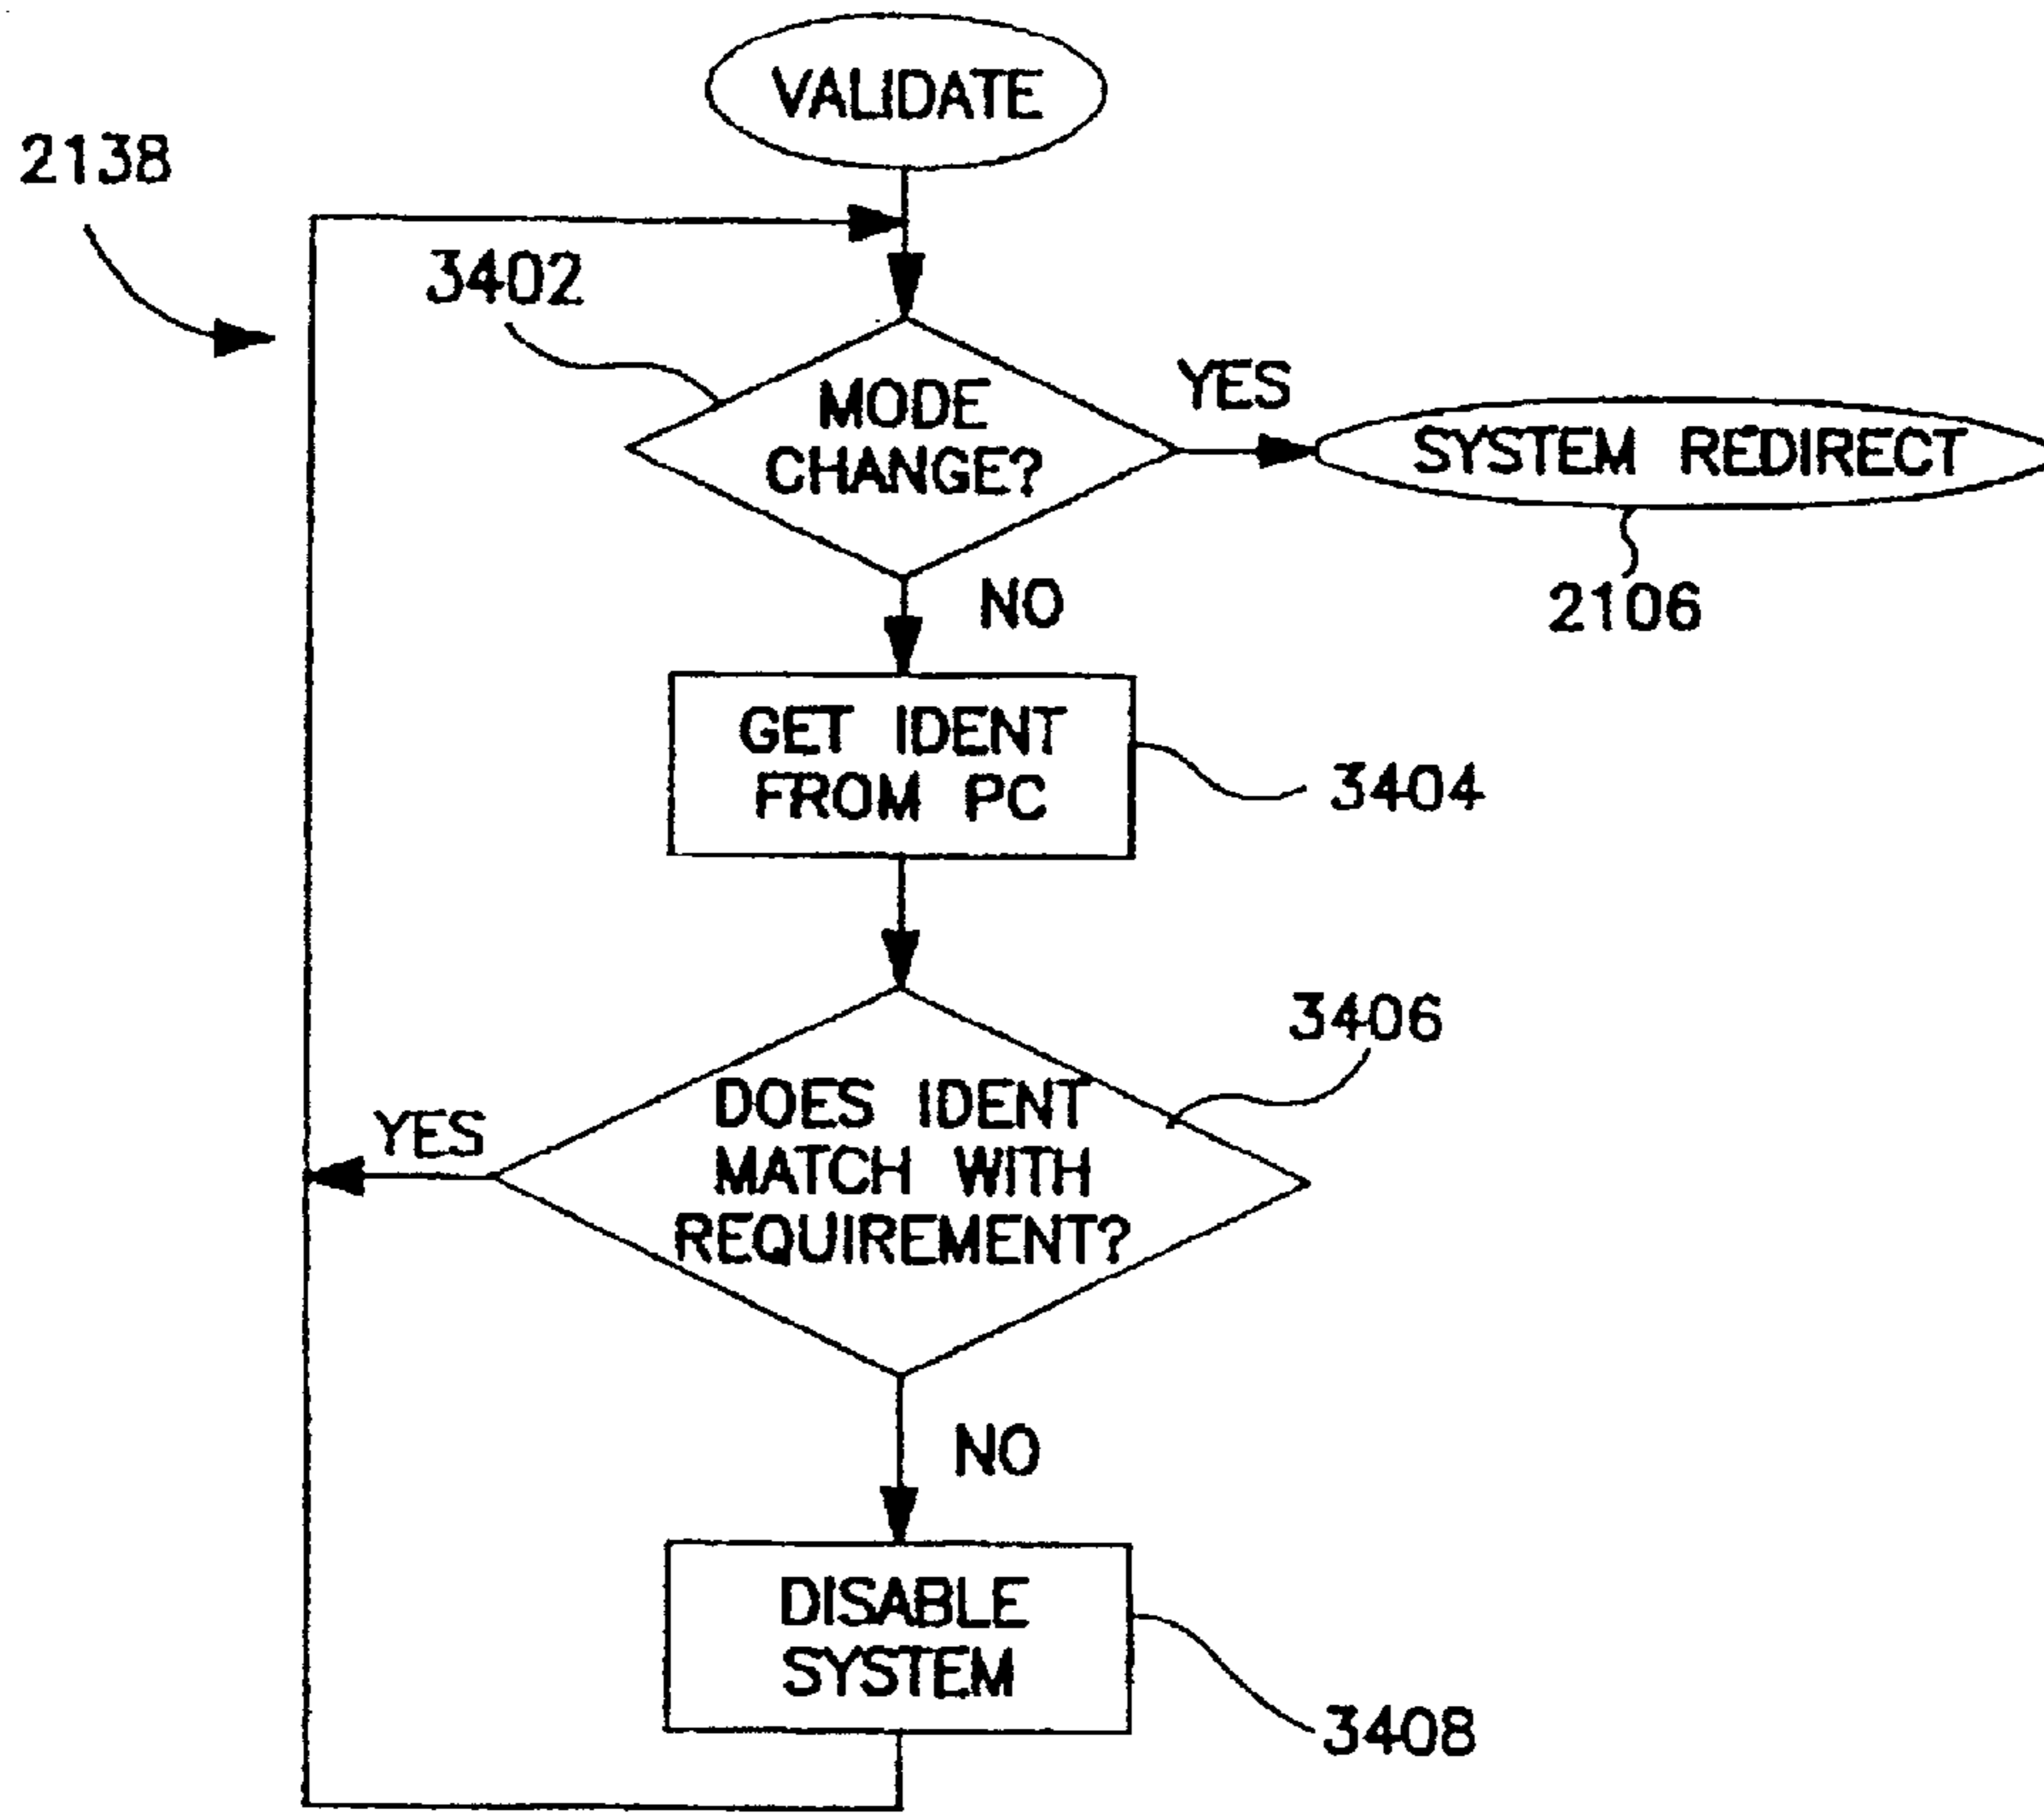 VALIDATE
2138
3402
MODE
CHANGE?
YES
SYSTEM REDIRECT
2106
NO
GET IDENT
FROM PC
3404
3406
DOES IDENT
MATCH WITH
REQUIREMENT?
YES
NO
DISABLE
SYSTEM
3408